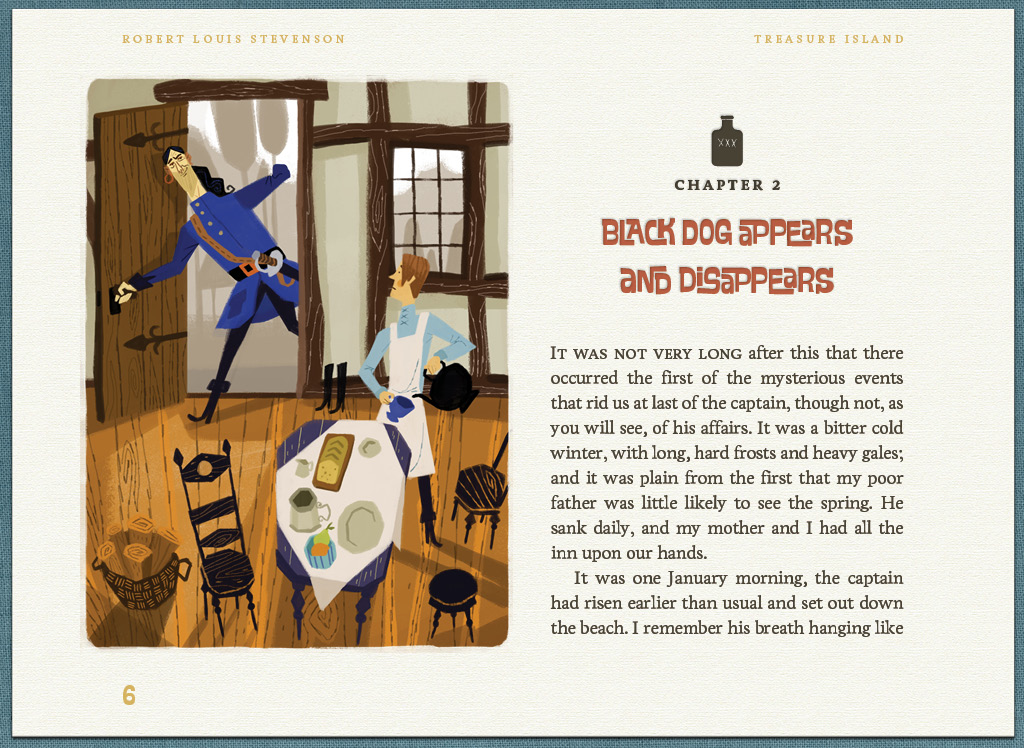 ROBERT LOUIS STEVENSON
TREASURE ISLAND
XXX
CHAPTER 2
BLACK DOG APPEARS
AND DISAPPEARS
IT WAS NOT VERY LONG after this that there
occurred the first of the mysterious events
that rid us at last of the captain, though not, as
you will see, of his affairs. It was a bitter cold
winter, with long, hard frosts and heavy gales;
and it was plain from the first that my poor
father was little likely to see the spring. He
sank daily, and my mother and I had all the
inn upon our hands.
It was one January morning, the captain
had risen earlier than usual and set out down
the beach. I remember his breath hanging like
6